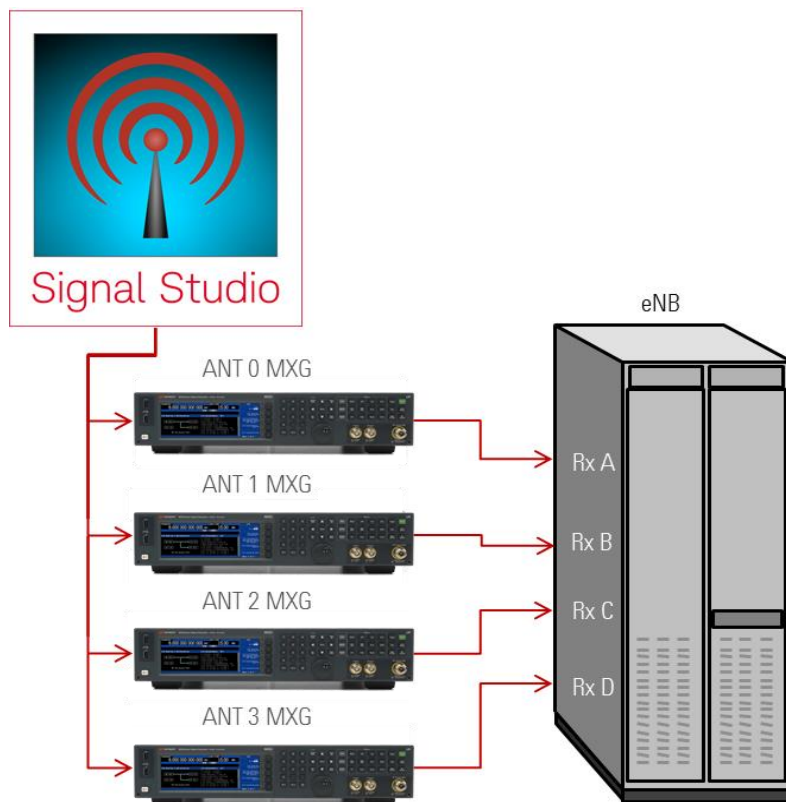 Signal Studio
eNB
ANT 0 MXG
Rx A
ANT 1 MXG
Rx B
ANT 2 MXG
Rx C
ANT 3 MXG
Rx D